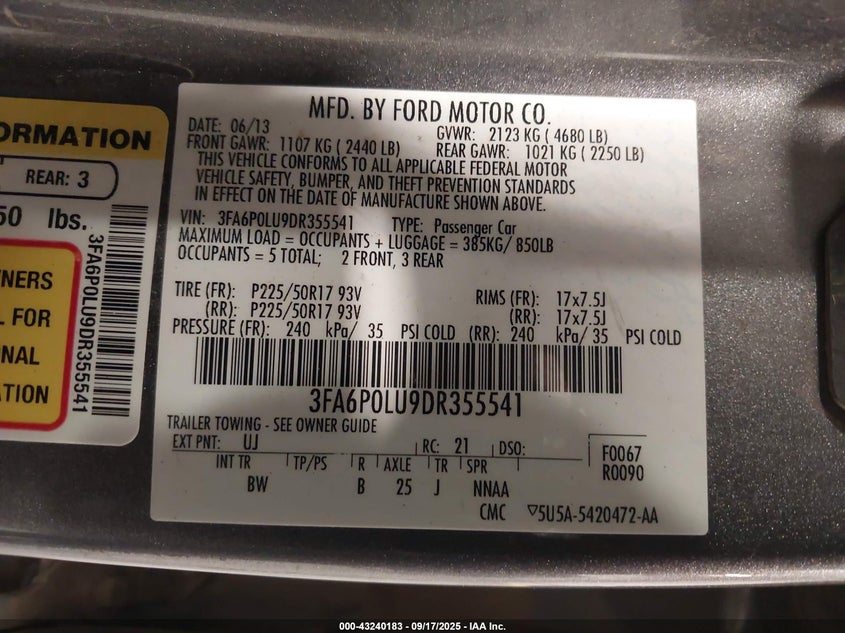 ORMATION
REAR: 3
50 lbs.
3FA6P0LU9DR355541
NERS
L FOR
ONAL
ATION
MFD. BY FORD MOTOR CO.
DATE: 06/13 GVWR: 2123 KG ( 4680 LB)
FRONT GAWR: 1107 KG ( 2440 LB) REAR GAWR: 1021 KG ( 2250 LB)
THIS VEHICLE CONFORMS TO ALL APPLICABLE FEDERAL MOTOR
VEHICLE SAFETY, BUMPER, AND THEFT PREVENTION STANDARDS
IN EFFECT ON THE DATE OF MANUFACTURE SHOWN ABOVE.
VIN: 3FA6P0LU9DR355541 TYPE: Passenger Car
MAXIMUM LOAD = OCCUPANTS + LUGGAGE = 385KG/ 850LB
OCCUPANTS = 5 TOTAL; 2 FRONT, 3 REAR
TIRE (FR): P225/50R17 93V RIMS (FR): 17x7.5J
(RR): P225/50R17 93V (RR): 17x7.5J
PRESSURE (FR): 240 kPa/ 35 PSI COLD (RR): 240 kPa/ 35 PSI COLD
3FA6P0LU9DR355541
TRAILER TOWING - SEE OWNER GUIDE
EXT PNT: UJ RC: 21 DSO: F0067
R0090
INT TR TP/PS R AXLE TR SPR
BW B 25 J NNAA
CMC ▽5U5A-5420472-AA
000-43240183 - 09/17/2025 - IAA Inc.